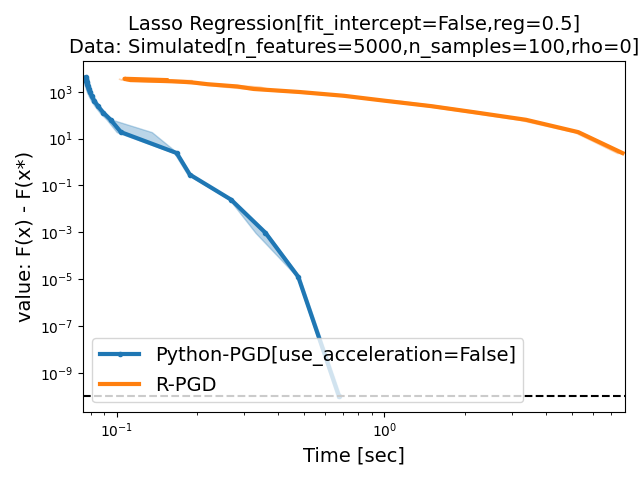 Lasso Regression[fit_intercept=False,reg=0.5]
Data: Simulated[n_features=5000,n_samples=100,rho=0]
value: F(x) - F(x*)
10³
10¹
10⁻¹
10⁻³
10⁻⁵
10⁻⁷
10⁻⁹
Python-PGD[use_acceleration=False]
R-PGD
10⁻¹
10⁰
Time [sec]